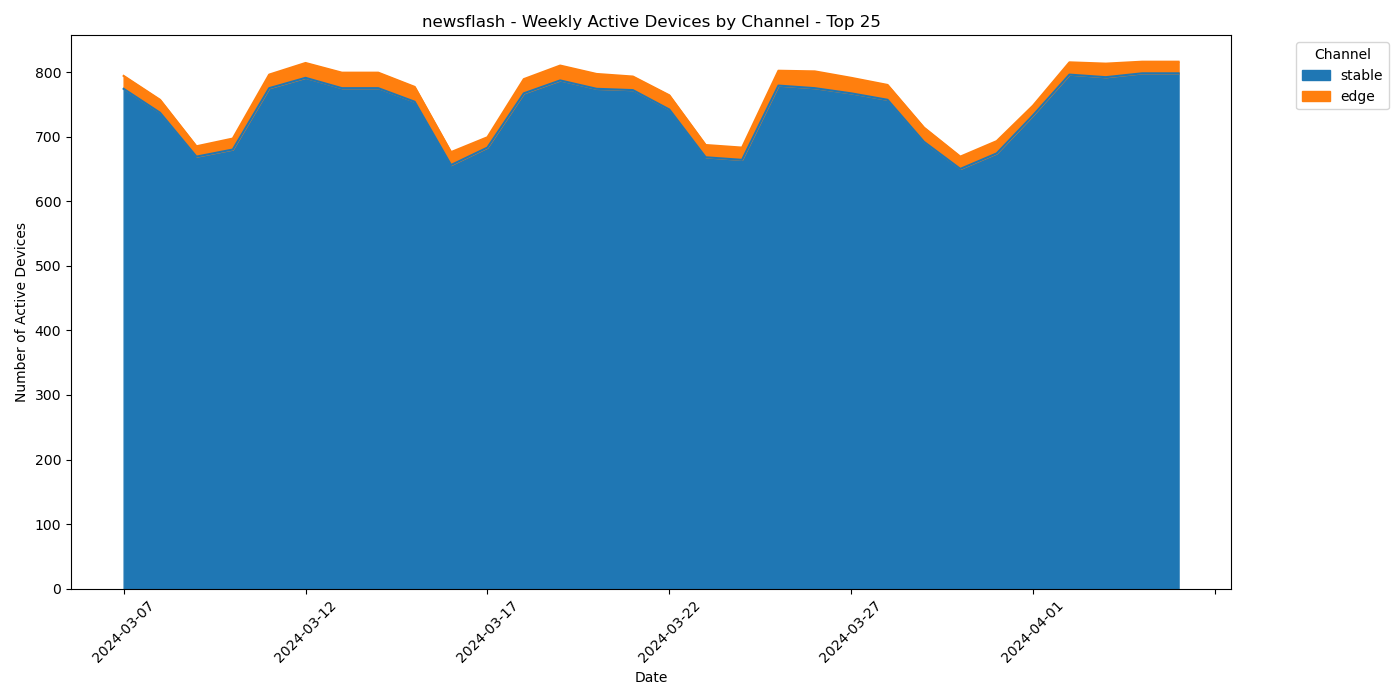 newsflash - Weekly Active Devices by Channel - Top 25
Channel
stable
edge
Number of Active Devices
800
700
600
500
400
300
200
100
0
2024-03-07
2024-03-12
2024-03-17
2024-03-22
2024-03-27
2024-04-01
Date